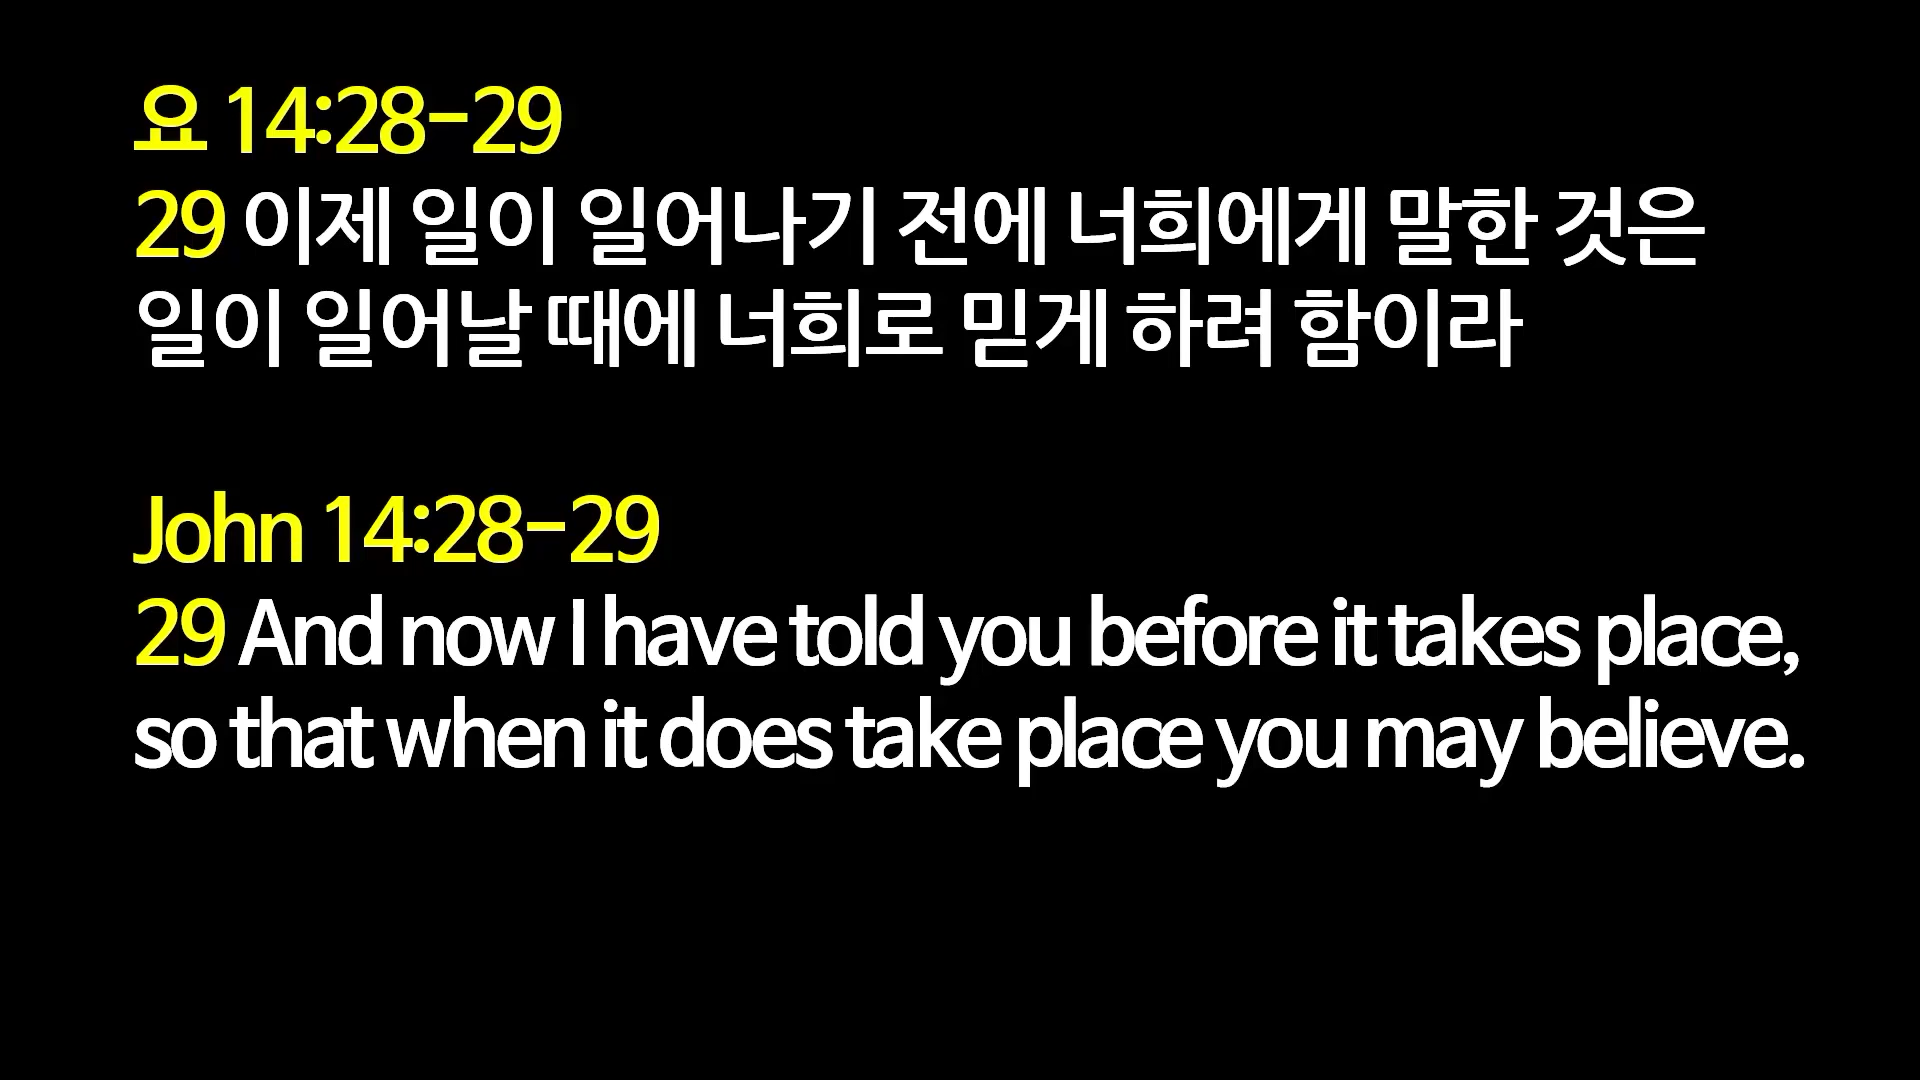 요 14:28-29
29 이제 일이 일어나기 전에 너희에게 말한 것은
일이 일어날 때에 너희로 믿게 하려 함이라
John 14:28-29
29 And now I have told you before it takes place,
so that when it does take place you may believe.